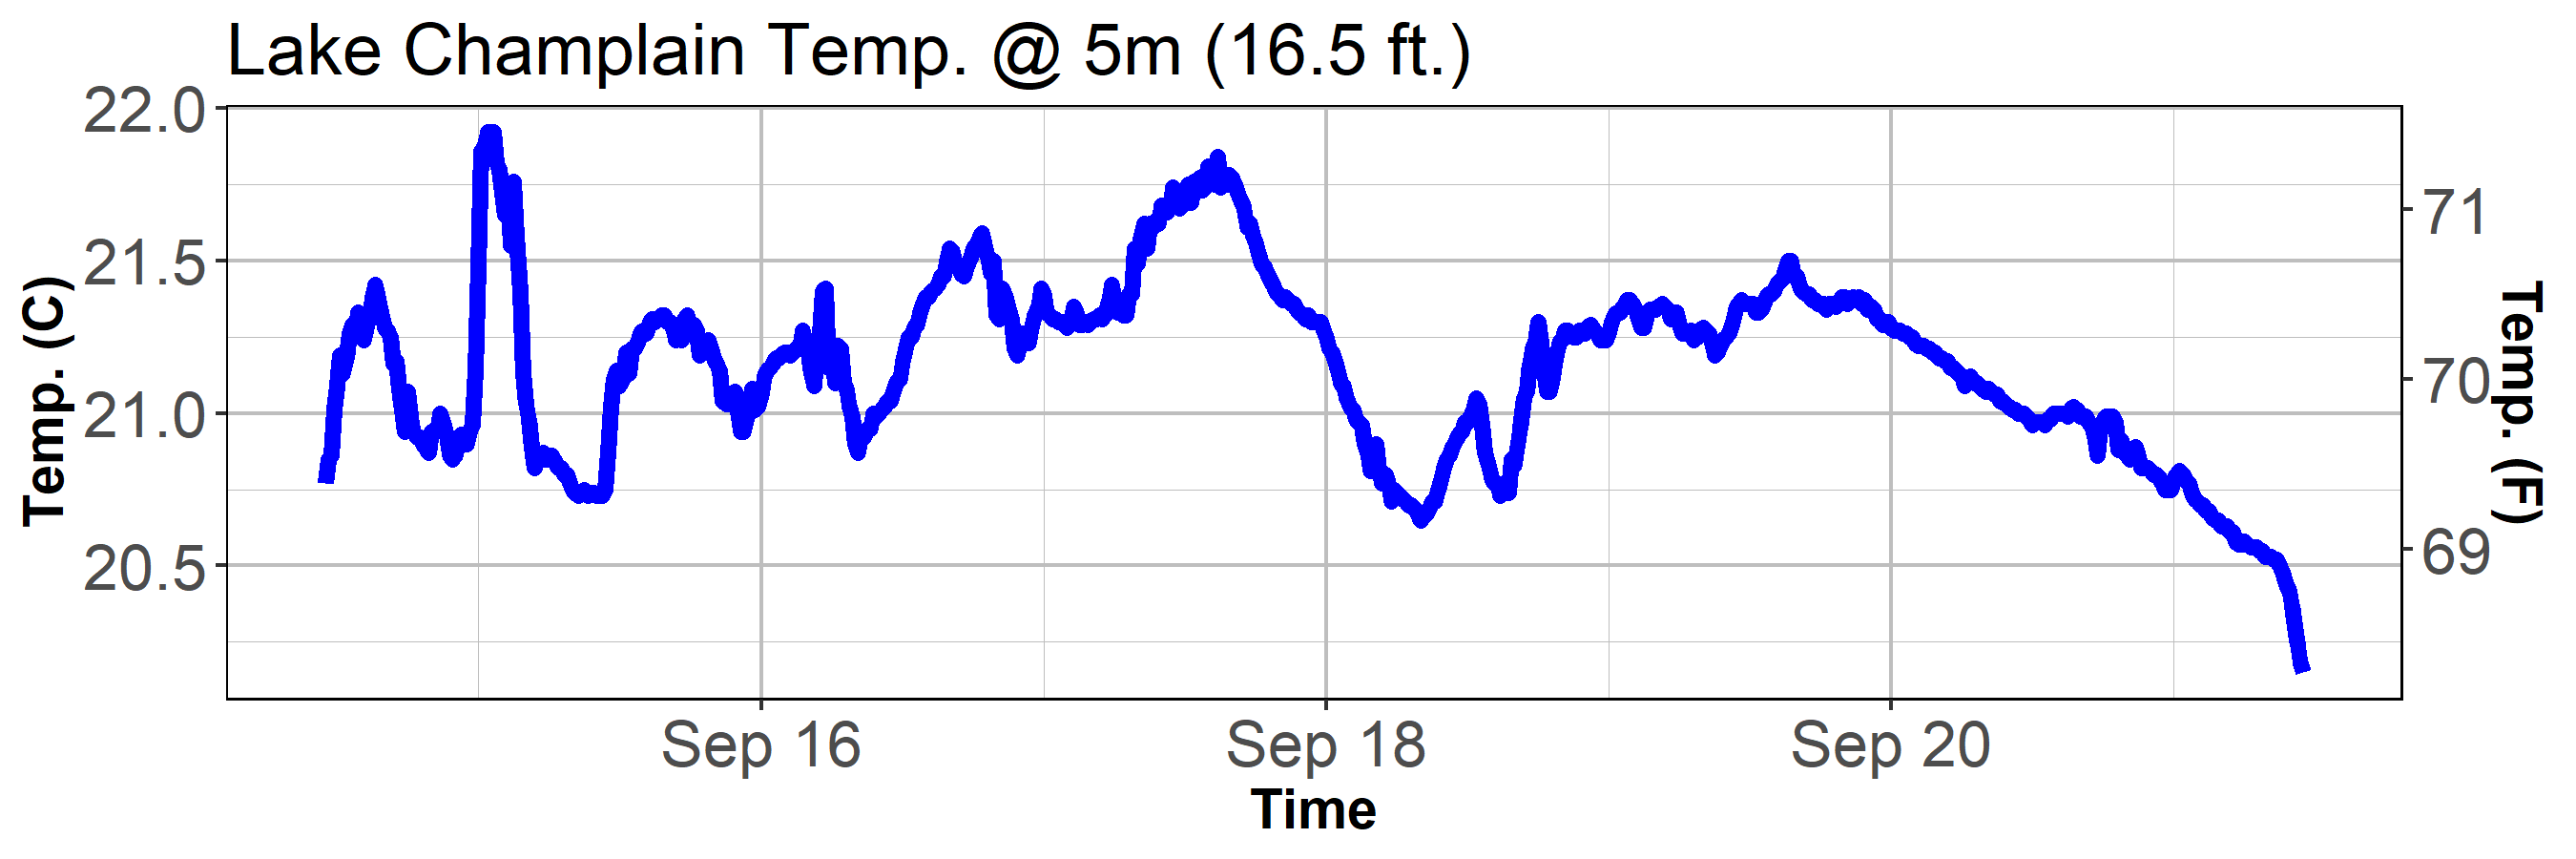 Lake Champlain Temp. @ 5m (16.5 ft.)
22.0
21.5
21.0
20.5
Temp. (C)
71
70
69
Temp. (F)
Sep 16
Sep 18
Sep 20
Time